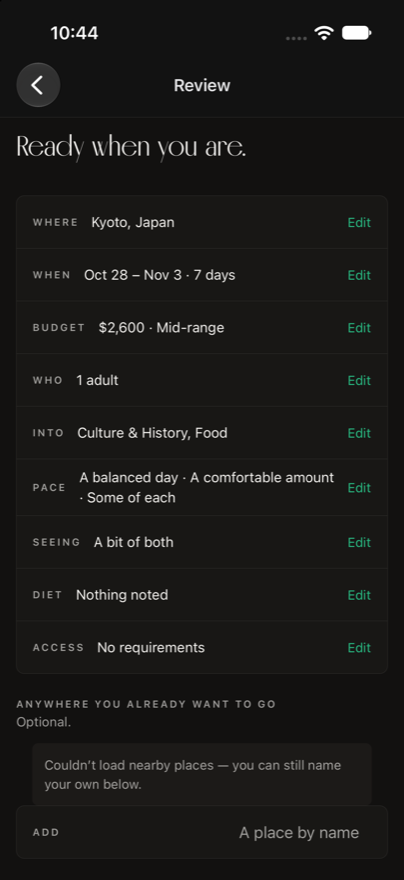 10:44
Review
Ready when you are.
WHERE Kyoto, Japan Edit
WHEN Oct 28 – Nov 3 · 7 days Edit
BUDGET $2,600 · Mid-range Edit
WHO 1 adult Edit
INTO Culture & History, Food Edit
PACE A balanced day · A comfortable amount
· Some of each Edit
SEEING A bit of both Edit
DIET Nothing noted Edit
ACCESS No requirements Edit
ANYWHERE YOU ALREADY WANT TO GO
Optional.
Couldn’t load nearby places — you can still name
your own below.
ADD A place by name